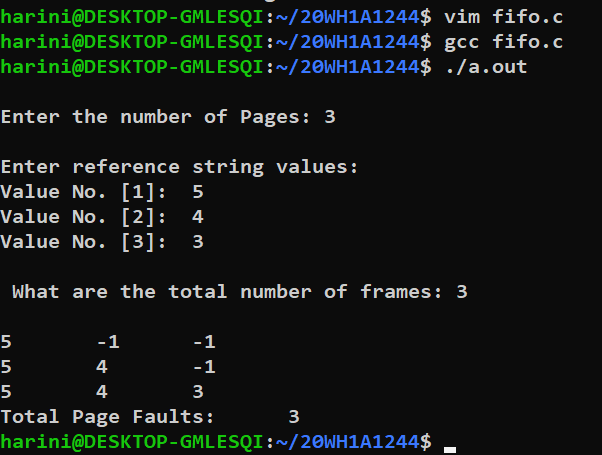 harini@DESKTOP-GMLESQI:~/20WH1A1244$ vim fifo.c
harini@DESKTOP-GMLESQI:~/20WH1A1244$ gcc fifo.c
harini@DESKTOP-GMLESQI:~/20WH1A1244$ ./a.out
Enter the number of Pages: 3
Enter reference string values:
Value No. [1]:  5
Value No. [2]:  4
Value No. [3]:  3
 What are the total number of frames: 3
5       -1      -1
5       4       -1
5       4       3
Total Page Faults:      3
harini@DESKTOP-GMLESQI:~/20WH1A1244$